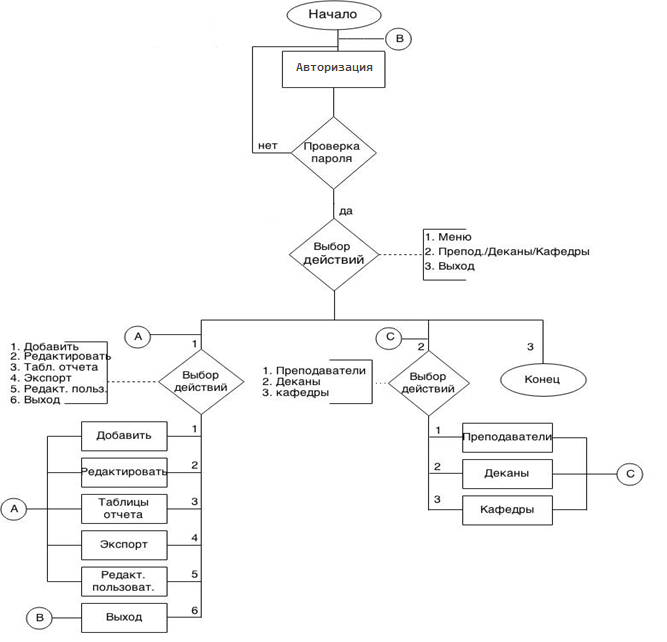 Начало
B
Авторизация
нет
Проверка
пароля
да
Выбор
действий
1. Меню
2. Препод./Деканы/Кафедры
3. Выход
A
1
C
2
3
1. Добавить
2. Редактировать
3. Табл. отчета
4. Экспорт
5. Редакт. польз.
6. Выход
Выбор
действий
1. Преподаватели
2. Деканы
3. кафедры
Выбор
действий
Конец
Добавить
1
Редактировать
2
A
Таблицы
отчета
3
Экспорт
4
Редакт.
пользоват.
5
B
Выход
6
1
Преподаватели
2
Деканы
C
3
Кафедры